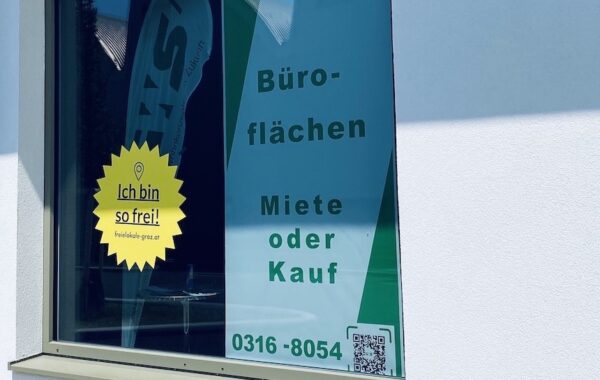 Ich bin
so frei!
freielokale-graz.at
Büro-
flächen
Miete
oder
Kauf
0316 -8054